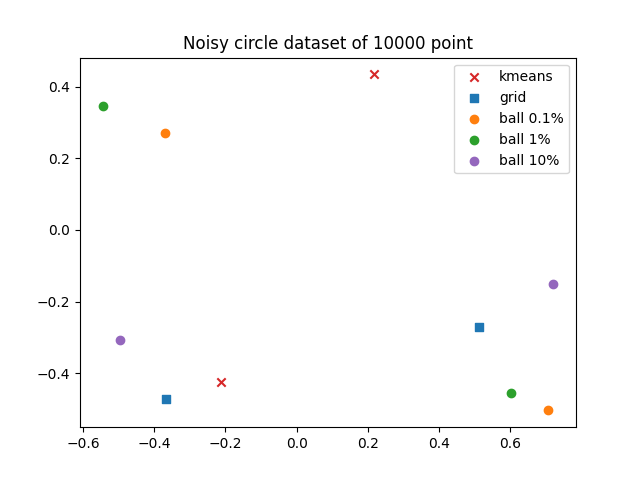 Noisy circle dataset of 10000 point
kmeans
grid
ball 0.1%
ball 1%
ball 10%
0.4
0.2
0.0
−0.2
−0.4
−0.6 −0.4 −0.2 0.0 0.2 0.4 0.6